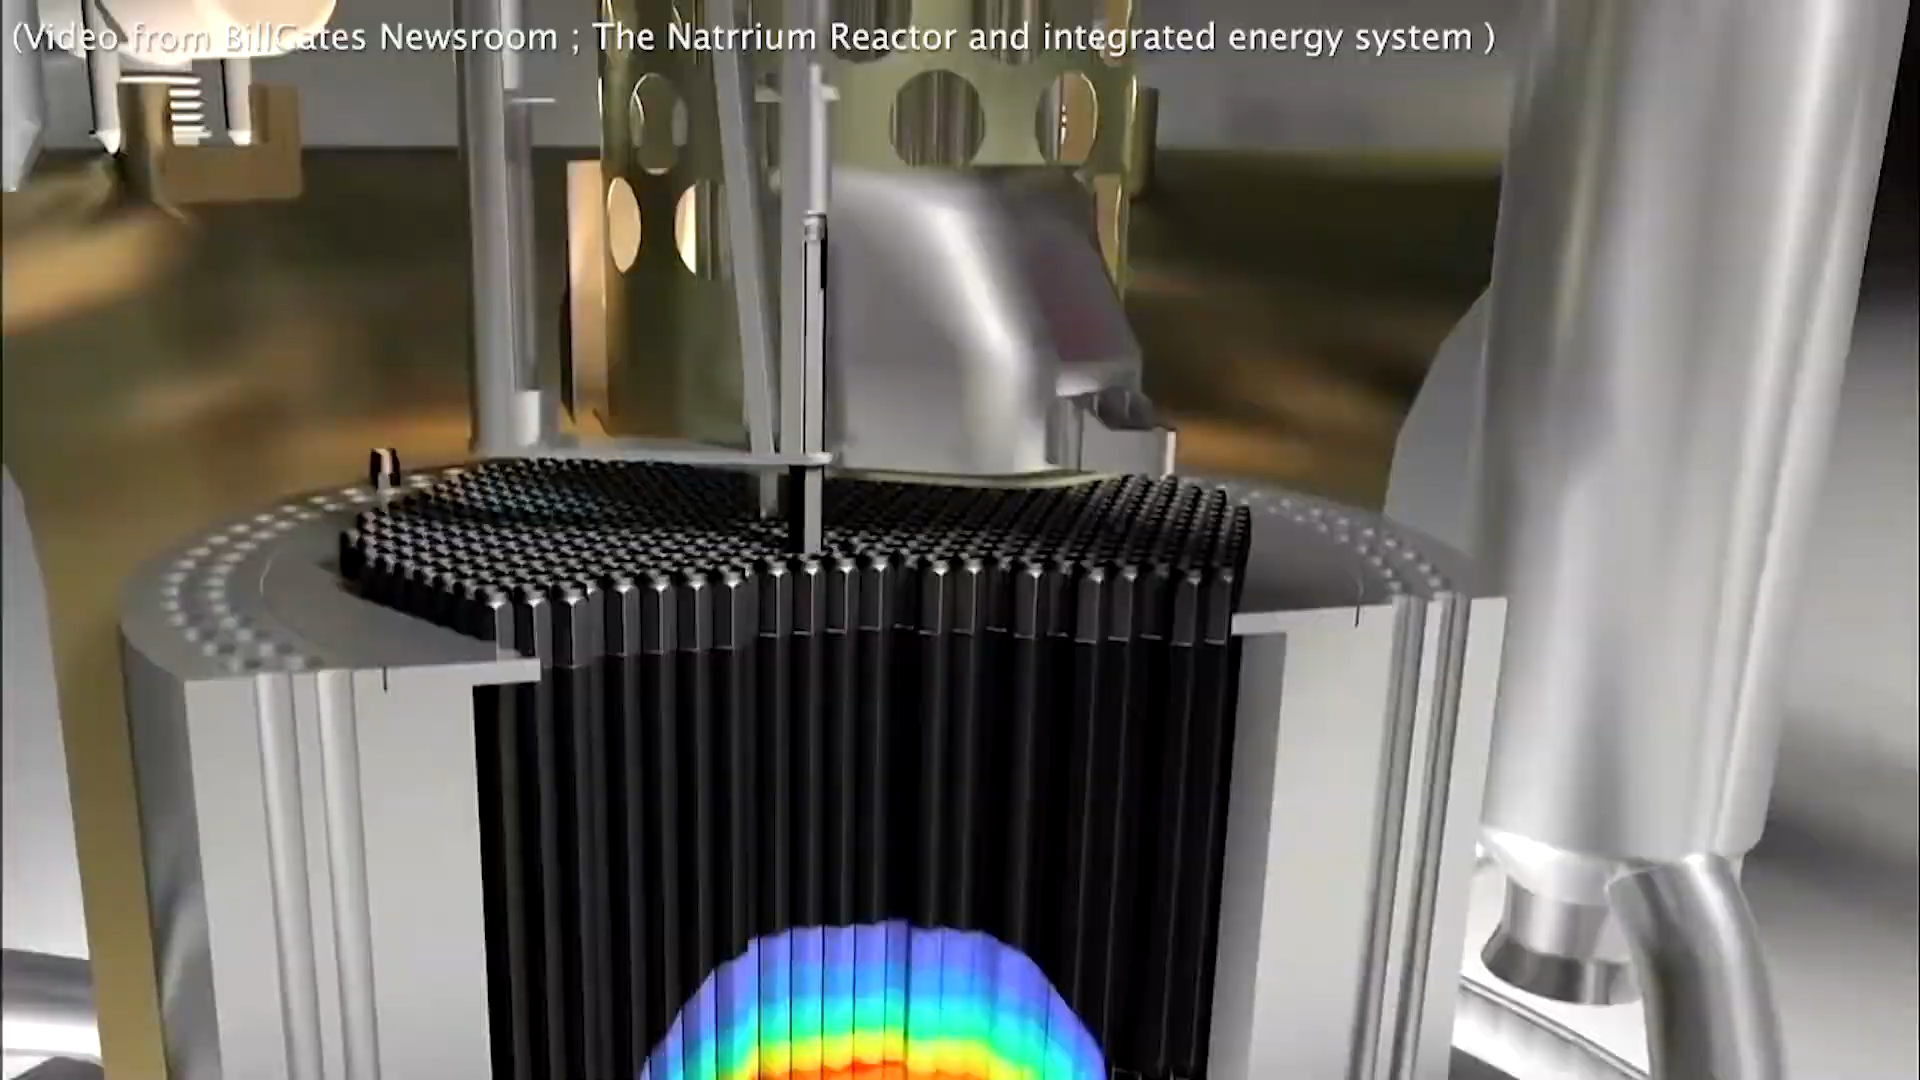 (Video from BillGates Newsroom ; The Natrrium Reactor and integrated energy system )